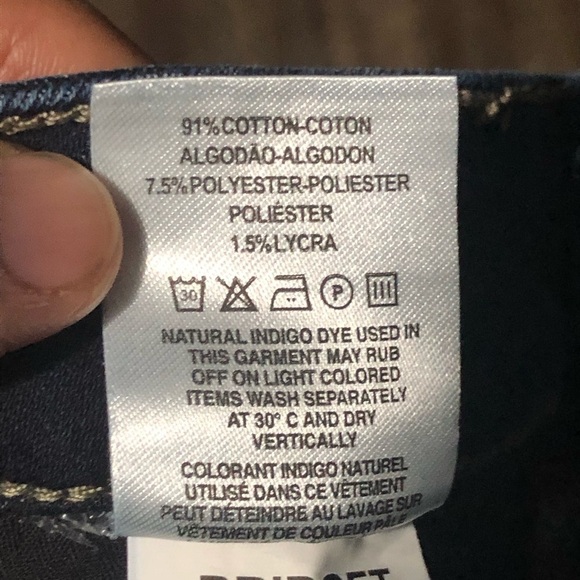 91%COTTON-COTON
ALGODÃO-ALGODON
7.5%POLYESTER-POLIESTER
POLIÉSTER
1.5%LYCRA
30 P
NATURAL INDIGO DYE USED IN
THIS GARMENT MAY RUB
OFF ON LIGHT COLORED
ITEMS WASH SEPARATELY
AT 30° C AND DRY
VERTICALLY
COLORANT INDIGO NATUREL
UTILISÉ DANS CE VÊTEMENT
PEUT DÉTEINDRE AU LAVAGE SUR
VÊTEMENT DE COULEUR PÂLE